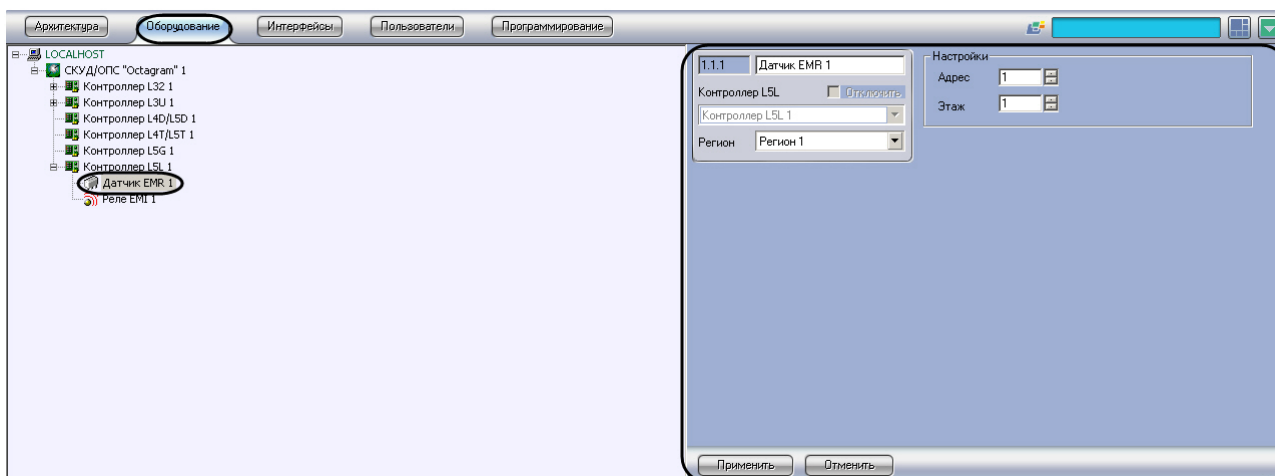 Архитектура
Оборудование
Интерфейсы
Пользователи
Программирование
LOCALHOST
СКУД/ОПС "Octagram" 1
Контроллер L32 1
Контроллер L3U 1
Контроллер L4D/L5D 1
Контроллер L4T/L5T 1
Контроллер L5G 1
Контроллер L5L 1
Датчик EMR 1
Реле EMI 1
1.1.1
Датчик EMR 1
Контроллер L5L
Отключить
Контроллер L5L 1
Регион
Регион 1
Настройки
Адрес
1
Этаж
1
Применить
Отменить